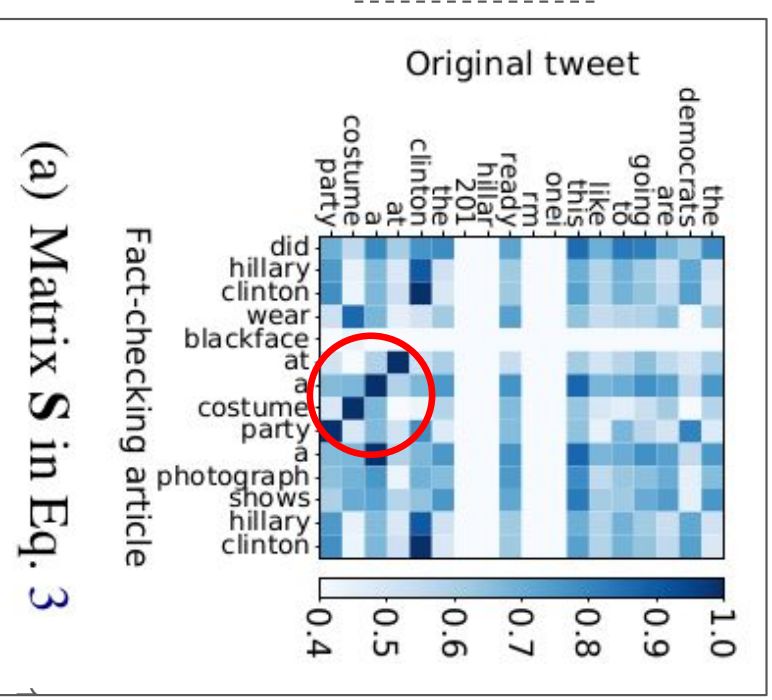 Original tweet
party
costume
a
at
clinton
the
201
hillar
ready
rm
onei
this
like
to
going
are
democrats
the
did
hillary
clinton
wear
blackface
at
a
costume
party
a
photograph
shows
hillary
clinton
Fact-checking article
0.4
0.5
0.6
0.7
0.8
0.9
1.0
(a) Matrix S in Eq. 3